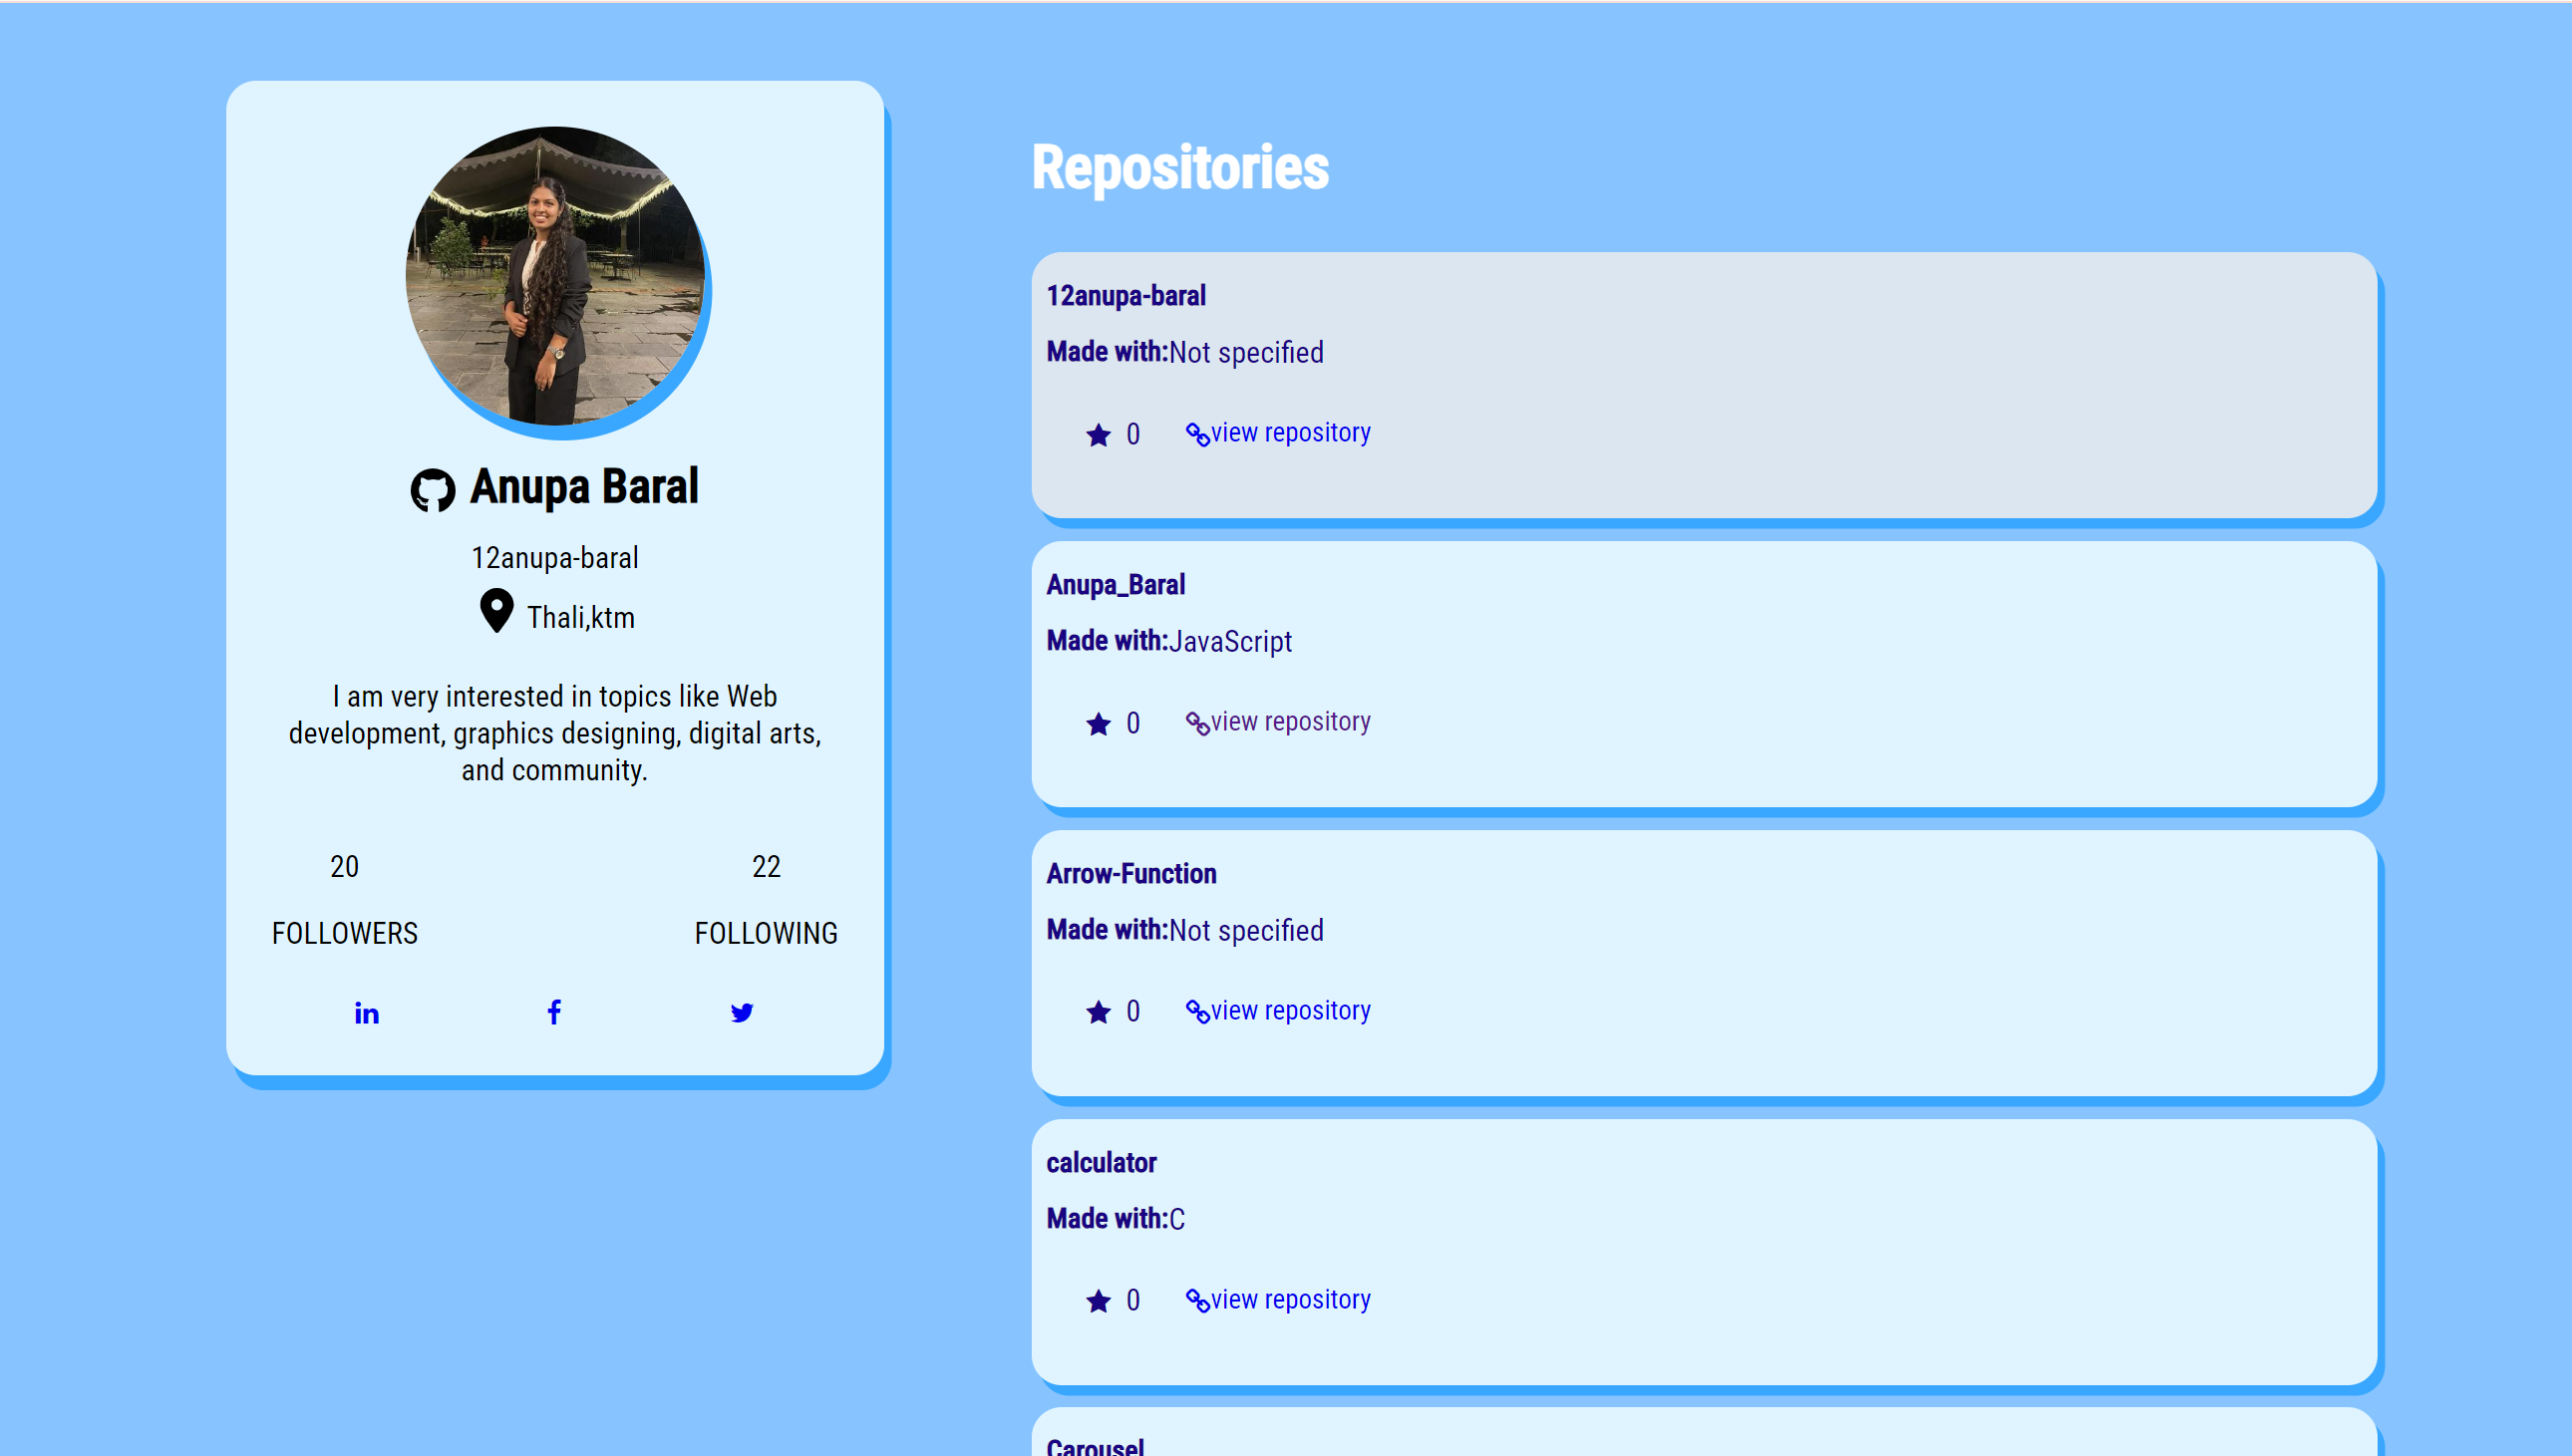 Anupa Baral
12anupa-baral
Thali,ktm
I am very interested in topics like Web
development, graphics designing, digital arts,
and community.
20
FOLLOWERS
22
FOLLOWING
Repositories
12anupa-baral
Made with:Not specified
0 view repository
Anupa_Baral
Made with:JavaScript
0 view repository
Arrow-Function
Made with:Not specified
0 view repository
calculator
Made with:C
0 view repository
Carousel